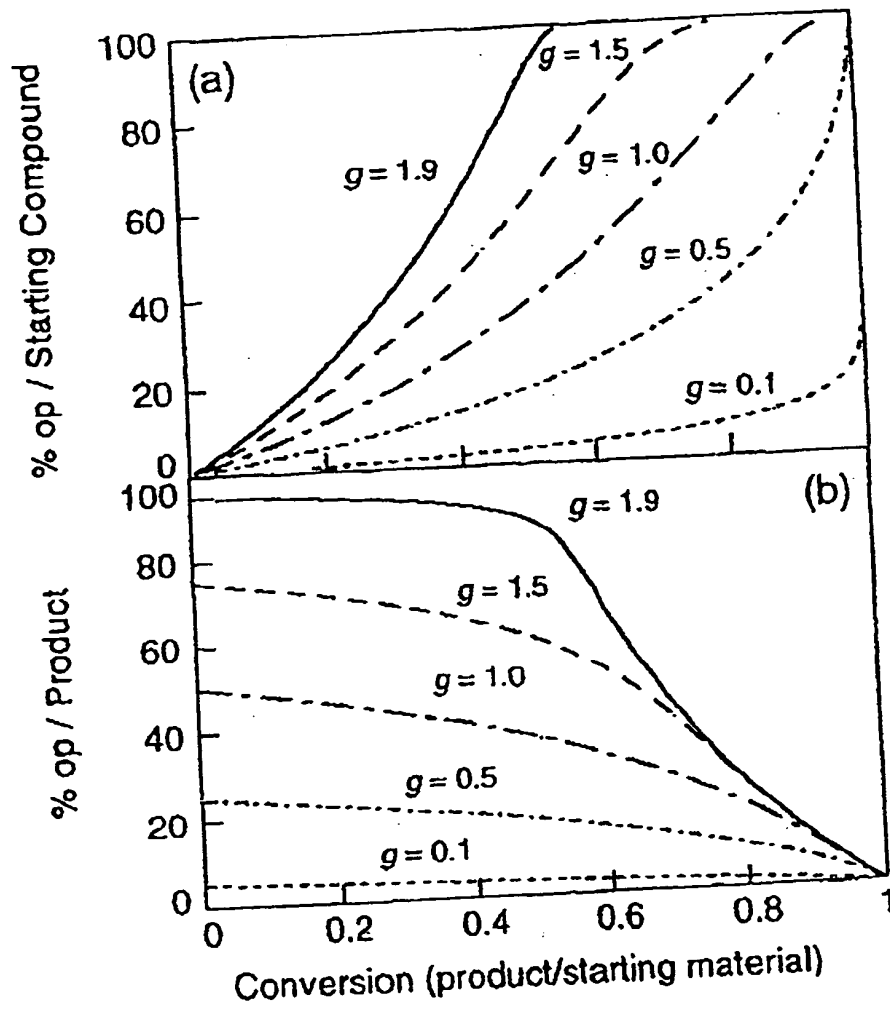 % op / Starting Compound
100
80
60
40
20
0
(a)
g = 1.9
g = 1.5
g = 1.0
g = 0.5
g = 0.1
% op / Product
100
80
60
40
20
0
(b)
g = 1.9
g = 1.5
g = 1.0
g = 0.5
g = 0.1
0 0.2 0.4 0.6 0.8 1
Conversion (product/starting material)